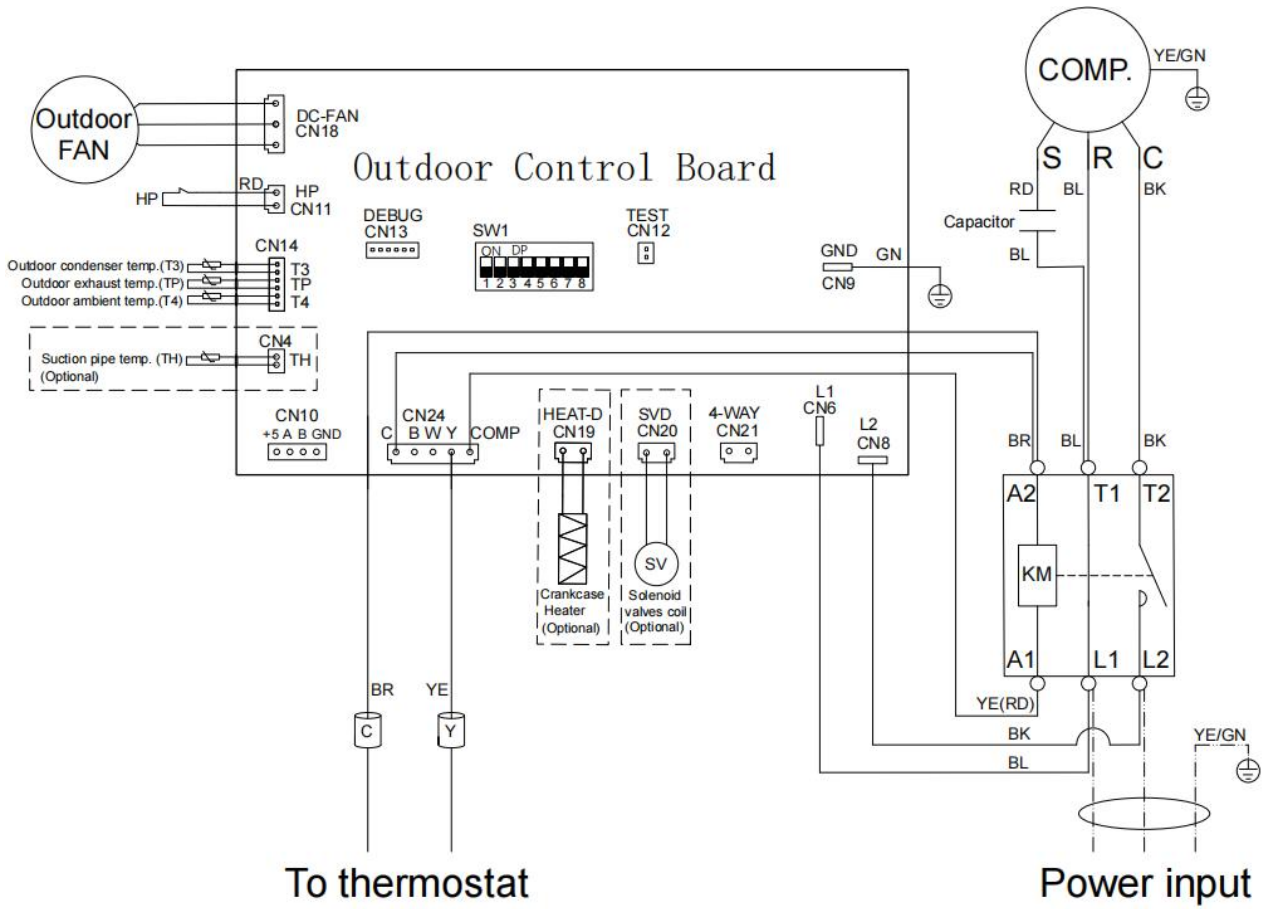 COMP.
YE/GN
Outdoor
FAN
DC-FAN
CN18
Outdoor Control Board
S R C
RD BL BK
HP
RD
HP
CN11
DEBUG
CN13
SW1
ON DP
1 2 3 4 5 6 7 8
TEST
CN12
Capacitor
BL
GND
CN9
GN
CN14
Outdoor condenser temp.(T3)
T3
Outdoor exhaust temp.(TP)
TP
Outdoor ambient temp.(T4)
T4
CN4
Suction pipe temp. (TH)
(Optional)
TH
CN10
+5 A B GND
CN24
C B W Y COMP
HEAT-D
CN19
SVD
CN20
4-WAY
CN21
L1
CN6
L2
CN8
BR BL BK
A2 T1 T2
KM
A1 L1 L2
SV
Crankcase
Heater
(Optional)
Solenoid
valves coil
(Optional)
BR YE
C Y
YE(RD)
BK
BL
YE/GN
To thermostat
Power input